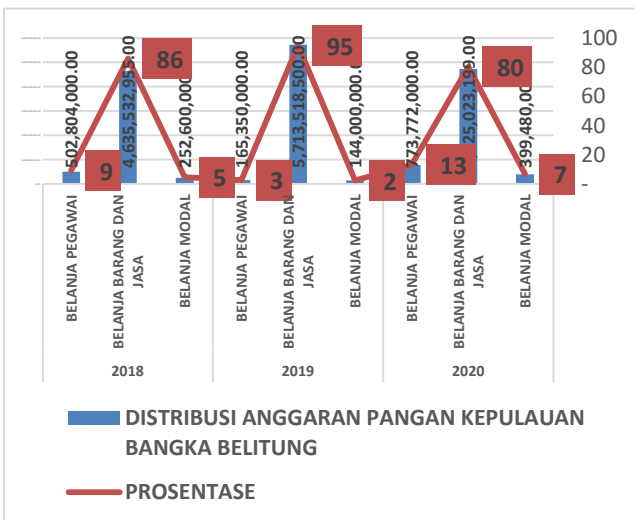 100
80
60
40
20
-
502,804,000.00
4,635,532,955.00
252,600,000.00
165,350,000.00
5,713,518,500.00
144,000,000.00
773,772,000.00
399,480,000.00
9
86
5
3
95
2
13
80
7
BELANJA PEGAWAI
BELANJA BARANG DAN
JASA
BELANJA MODAL
BELANJA PEGAWAI
BELANJA BARANG DAN
JASA
BELANJA MODAL
BELANJA PEGAWAI
BELANJA BARANG DAN
JASA
BELANJA MODAL
2018
2019
2020
DISTRIBUSI ANGGARAN PANGAN KEPULAUAN
BANGKA BELITUNG
PROSENTASE